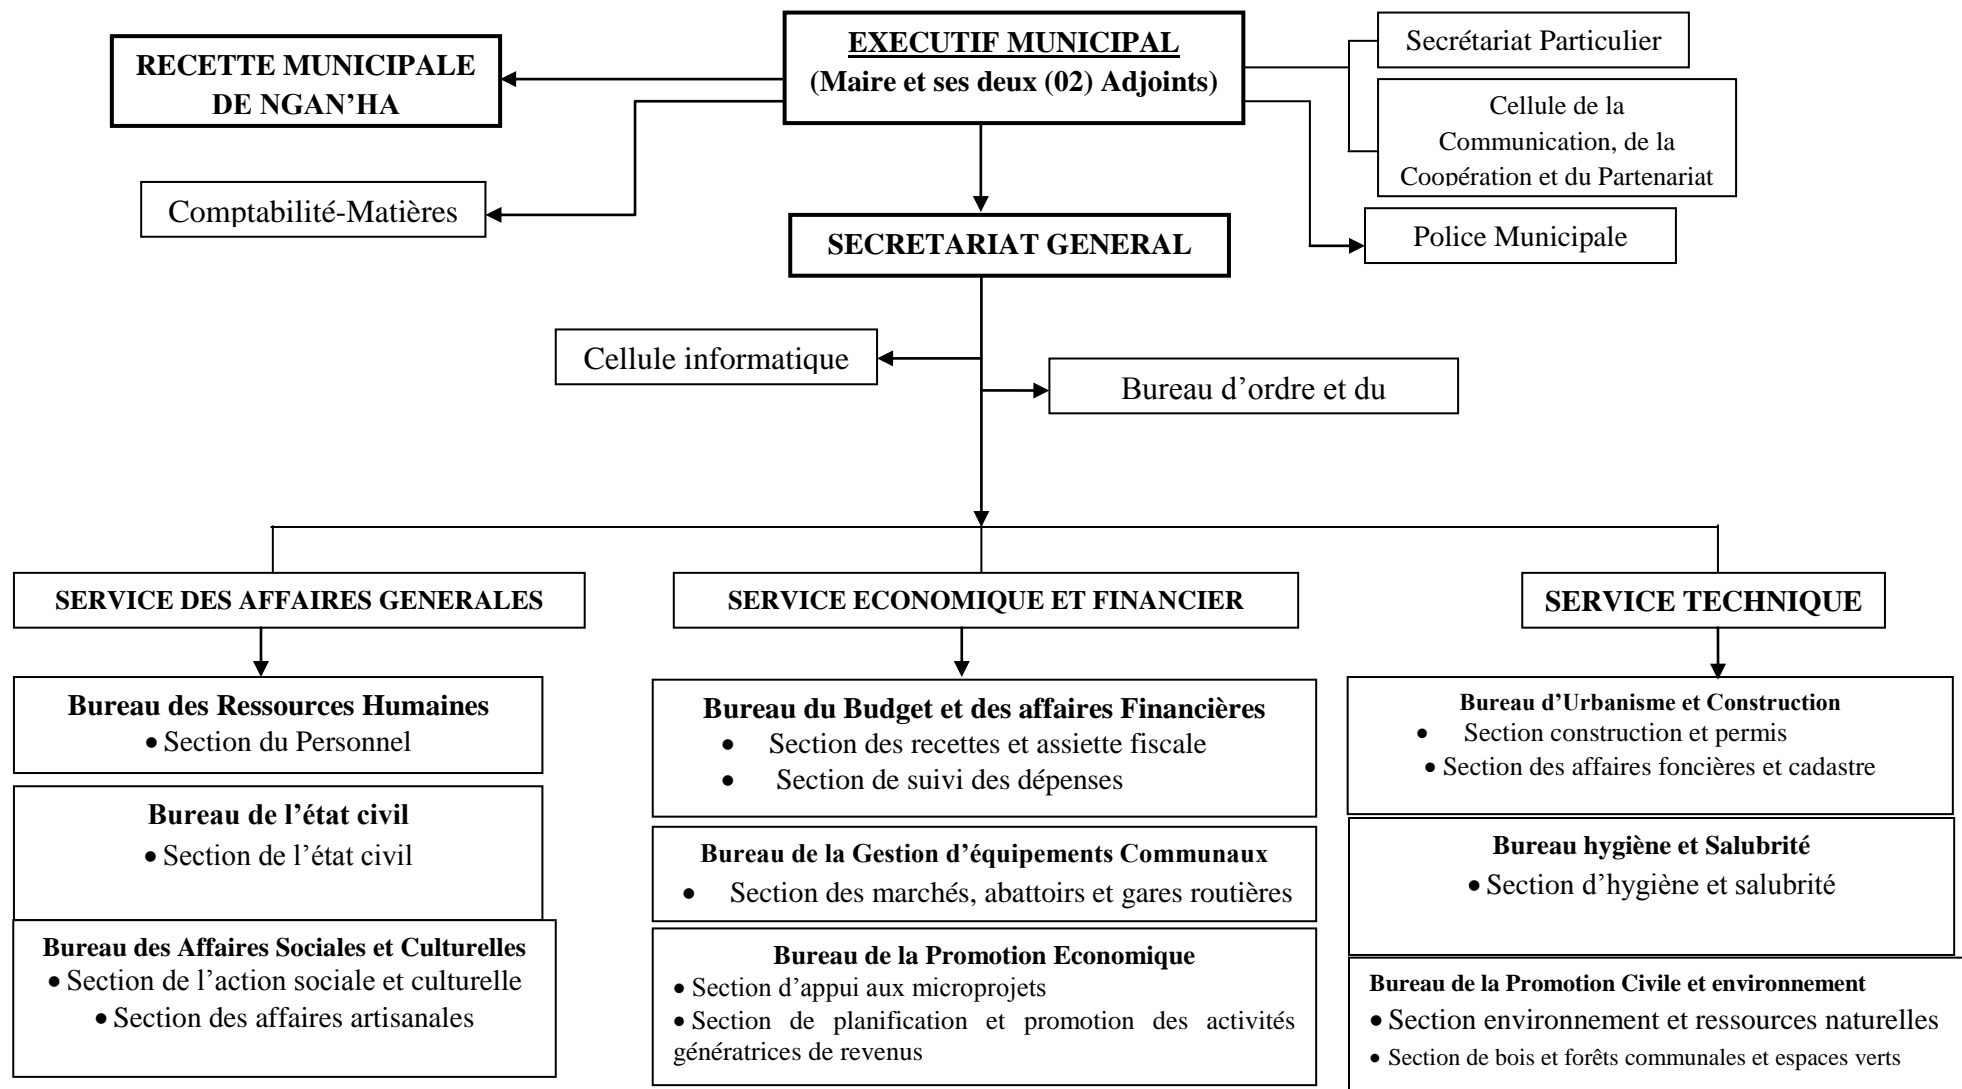 EXECUTIF MUNICIPAL
(Maire et ses deux (02) Adjoints)
RECETTE MUNICIPALE
DE NGAN’HA
Secrétariat Particulier
Cellule de la
Communication, de la
Coopération et du Partenariat
Comptabilité-Matières
SECRETARIAT GENERAL
Police Municipale
Cellule informatique
Bureau d’ordre et du
SERVICE DES AFFAIRES GENERALES
SERVICE ECONOMIQUE ET FINANCIER
SERVICE TECHNIQUE
Bureau des Ressources Humaines
• Section du Personnel
Bureau de l’état civil
• Section de l’état civil
Bureau des Affaires Sociales et Culturelles
• Section de l’action sociale et culturelle
• Section des affaires artisanales
Bureau du Budget et des affaires Financières
• Section des recettes et assiette fiscale
• Section de suivi des dépenses
Bureau de la Gestion d’équipements Communaux
• Section des marchés, abattoirs et gares routières
Bureau de la Promotion Economique
• Section d’appui aux microprojets
• Section de planification et promotion des activités
génératrices de revenus
Bureau d’Urbanisme et Construction
• Section construction et permis
• Section des affaires foncières et cadastre
Bureau hygiène et Salubrité
• Section d’hygiène et salubrité
Bureau de la Promotion Civile et environnement
• Section environnement et ressources naturelles
• Section de bois et forêts communales et espaces verts